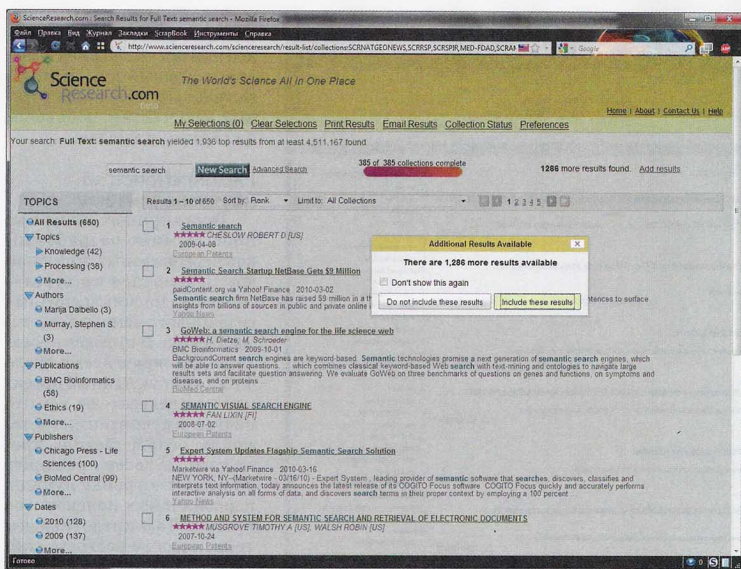 ScienceResearch.com : Search Results for Full Text: semantic search - Mozilla Firefox
Файл Правка Вид Журнал Закладки ScrapBook Инструменты Справка
http://www.scienceresearch.com/scienceresearch/result-list/collections:SCRNATGEONEWS,SCRRSP,SCRSPIR,MED-FDAD,SCRAI
Google
Science
Research.com
The World's Science All in One Place
Home | About | Contact Us | Help
My Selections (0) Clear Selections Print Results Email Results Collection Status Preferences
Your search: Full Text: semantic search yielded 1,936 top results from at least 4,511,167 found
semantic search New Search Advanced Search 385 of 385 collections complete 1286 more results found. Add results
TOPICS
All Results (650)
Topics
Knowledge (42)
Processing (38)
More...
Authors
Marija Dalbello (3)
Murray, Stephen S.
(3)
More...
Publications
BMC Bioinformatics
(58)
Ethics (19)
More...
Publishers
Chicago Press - Life
Sciences (100)
BioMed Central (99)
More...
Dates
2010 (128)
2009 (137)
More...
Results 1 – 10 of 650 Sort by: Rank Limit to: All Collections 1 2 3 4 5
1 Semantic search
★★★★★ CHESLOW ROBERT D [US]
2009-04-08
European Patents
2 Semantic Search Startup NetBase Gets $9 Million
★★★★★
paidContent.org via Yahoo! Finance 2010-03-02
Semantic search firm NetBase has raised $9 million in a th
tences to surface
insights from billions of sources in public and private online
Yahoo News
3 GoWeb: a semantic search engine for the life science web
★★★★★ H, Dietze; M, Schroeder
BMC Bioinformatics 2009-10-01
BackgroundCurrent search engines are keyword-based. Semantic technologies promise a next generation of semantic search engines, which
will be able to answer questions. ... which combines classical keyword-based Web search with text-mining and ontologies to navigate large
results sets and facilitate question answering. We evaluate GoWeb on three benchmarks of questions on genes and functions, on symptoms and
diseases, and on proteins ...
BioMed Central
4 SEMANTIC VISUAL SEARCH ENGINE
★★★★★ FAN LIXIN [FI]
2008-07-02
European Patents
5 Expert System Updates Flagship Semantic Search Solution
★★★★★
Marketwire via Yahoo! Finance 2010-03-16
NEW YORK, NY--(Marketwire - 03/16/10) - Expert System , leading provider of semantic software that searches, discovers, classifies and
interprets text information, today announces the latest release of its COGITO Focus software. COGITO Focus quickly and accurately performs
interactive analysis on all forms of data, and discovers search terms in their proper context by employing a 100 percent ...
Yahoo News
6 METHOD AND SYSTEM FOR SEMANTIC SEARCH AND RETRIEVAL OF ELECTRONIC DOCUMENTS
★★★★★ MUSGROVE TIMOTHY A [US]; WALSH ROBIN [US]
2007-10-24
European Patents
Additional Results Available
There are 1,286 more results available
Don't show this again
Do not include these results Include these results
Готово
0